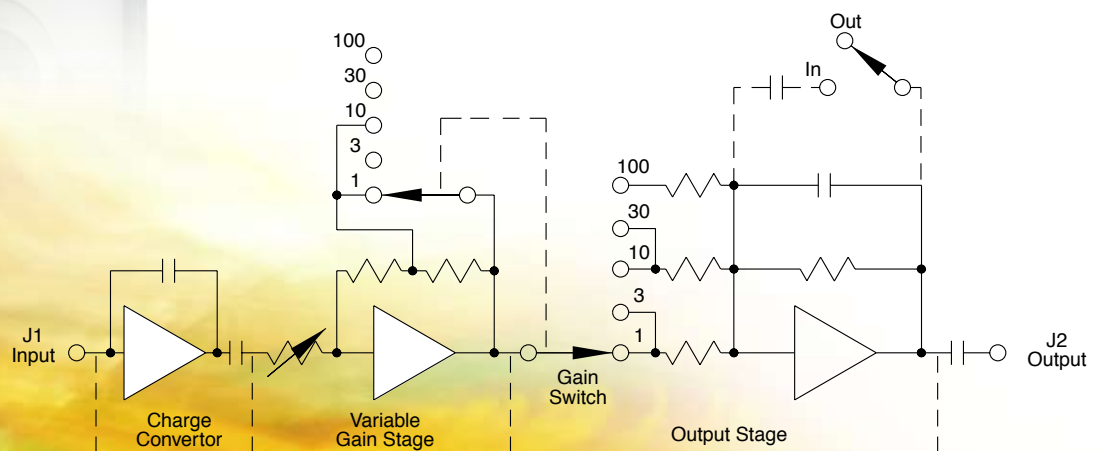 Out
In
100
30
10
3
1
100
30
10
3
1
J1
Input
J2
Output
Gain
Switch
Charge
Convertor
Variable
Gain Stage
Output Stage